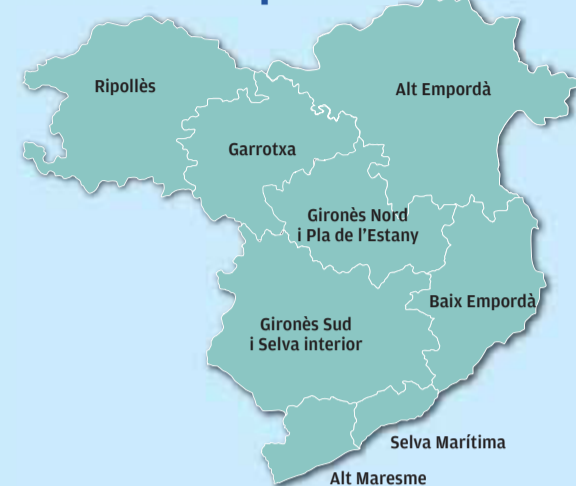 Ripollès
Alt Empordà
Garrotxa
Gironès Nord
i Pla de l'Estany
Baix Empordà
Gironès Sud
i Selva interior
Selva Marítima
Alt Maresme